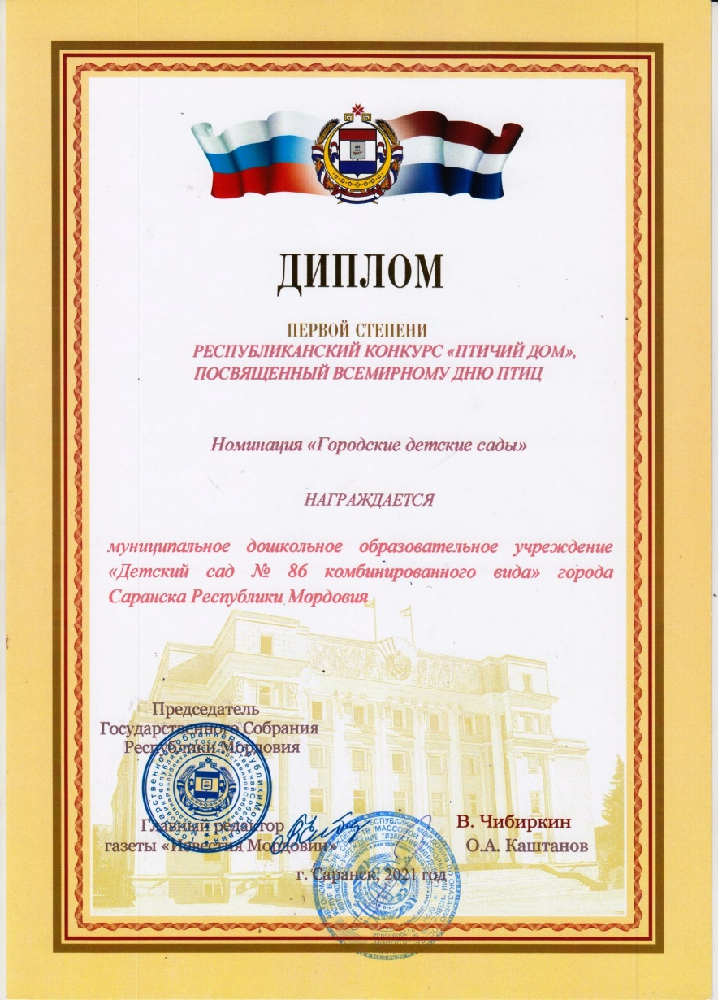 ДИПЛОМ
ПЕРВОЙ СТЕПЕНИ
РЕСПУБЛИКАНСКИЙ КОНКУРС «ПТИЧИЙ ДОМ»,
ПОСВЯЩЕННЫЙ ВСЕМИРНОМУ ДНЮ ПТИЦ
Номинация «Городские детские сады»
НАГРАЖДАЕТСЯ
муниципальное дошкольное образовательное учреждение
«Детский сад № 86 комбинированного вида» города
Саранска Республики Мордовия
Председатель
Государственного Собрания
Республики Мордовия
В. Чибиркин
Главный редактор
газеты «Известия Мордовии»
О.А. Каштанов
г. Саранск, 2021 год